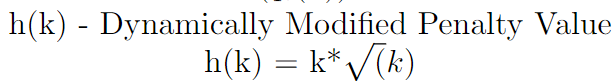 h(k) - Dynamically Modified Penalty Value
h(k) = k*√(k)